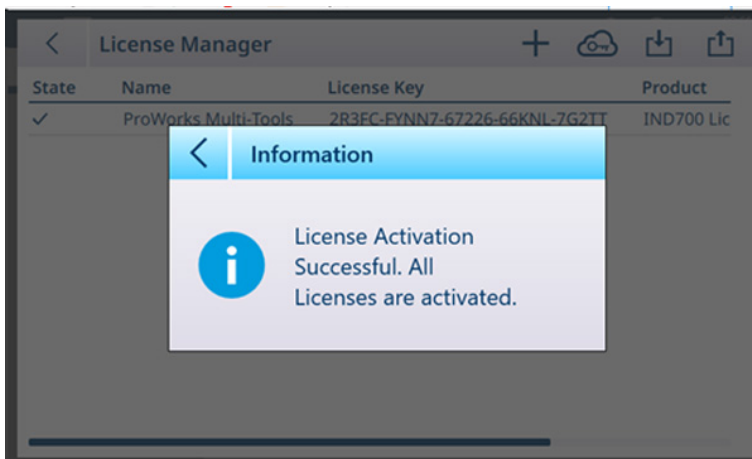 License Manager
State Name License Key Product
ProWorks Multi-Tools 2R3FC-FYNN7-67226-66KNL-7G2TT IND700 Lic
Information
License Activation
Successful. All
Licenses are activated.